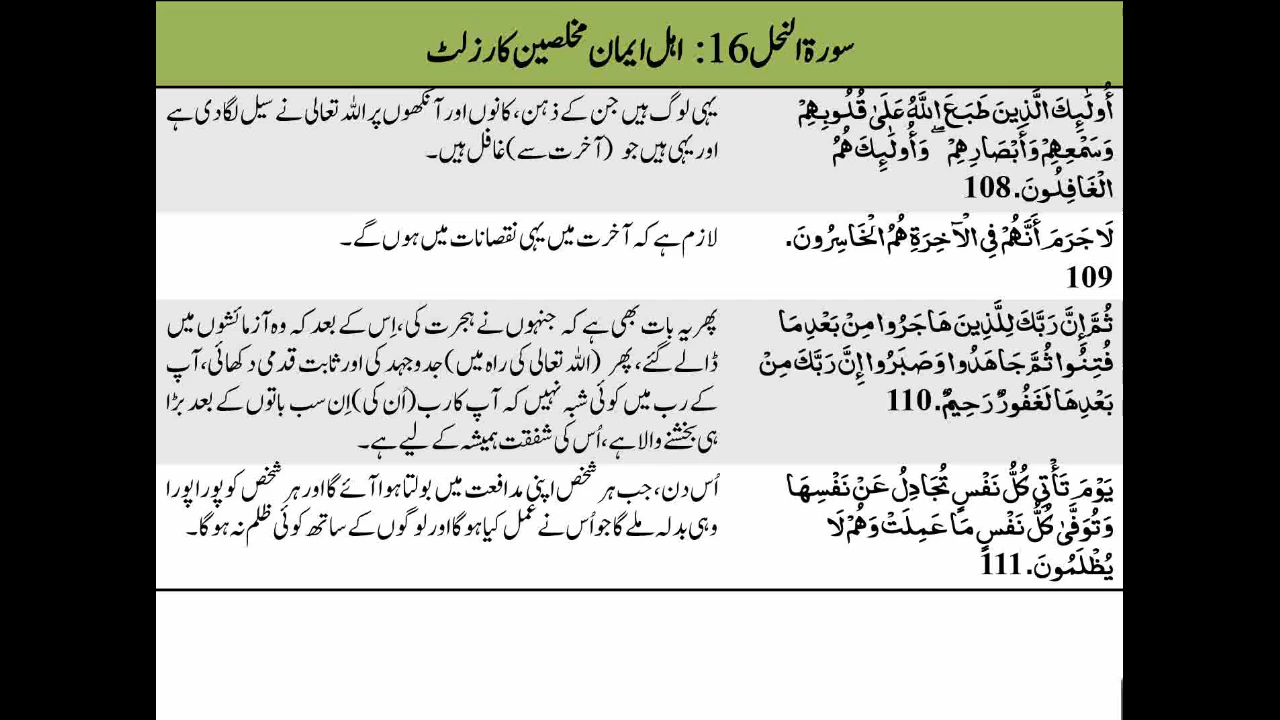 سورۃ النحل 16: اہل ایمان مخلصین کا رزلٹ
أُولَٰئِكَ الَّذِينَ طَبَعَ اللَّهُ عَلَىٰ قُلُوبِهِمْ
وَسَمْعِهِمْ وَأَبْصَارِهِمْ ۖ وَأُولَٰئِكَ هُمُ
الْغَافِلُونَ. 108
یہی لوگ ہیں جن کے ذہن، کانوں اور آنکھوں پر اللہ تعالی نے سیل لگا دی ہے
اور یہی ہیں جو (آخرت سے) غافل ہیں۔
لَا جَرَمَ أَنَّهُمْ فِي الْآخِرَةِ هُمُ الْخَاسِرُونَ.
109
لازم ہے کہ آخرت میں یہی نقصانات میں ہوں گے۔
ثُمَّ إِنَّ رَبَّكَ لِلَّذِينَ هَاجَرُوا مِنْ بَعْدِ مَا
فُتِنُوا ثُمَّ جَاهَدُوا وَصَبَرُوا إِنَّ رَبَّكَ مِنْ
بَعْدِهَا لَغَفُورٌ رَحِيمٌ. 110
پھر یہ بات بھی ہے کہ جنہوں نے ہجرت کی، اِس کے بعد کہ وہ آزمائشوں میں
ڈالے گئے، پھر (اللہ تعالی کی راہ میں) جدوجہد کی اور ثابت قدمی دکھائی، آپ
کے رب میں کوئی شبہ نہیں کہ آپ کا رب (اُن کی) اِن سب باتوں کے بعد بڑا
ہی بخشنے والا ہے، اُس کی شفقت ہمیشہ کے لیے ہے۔
يَوْمَ تَأْتِي كُلُّ نَفْسٍ تُجَادِلُ عَنْ نَفْسِهَا
وَتُوَفَّىٰ كُلُّ نَفْسٍ مَا عَمِلَتْ وَهُمْ لَا
يُظْلَمُونَ. 111
اُس دن، جب ہر شخص اپنی مدافعت میں بولتا ہوا آئے گا اور ہر شخص کو پورا پورا
وہی بدلہ ملے گا جو اُس نے عمل کیا ہو گا اور لوگوں کے ساتھ کوئی ظلم نہ ہو گا۔